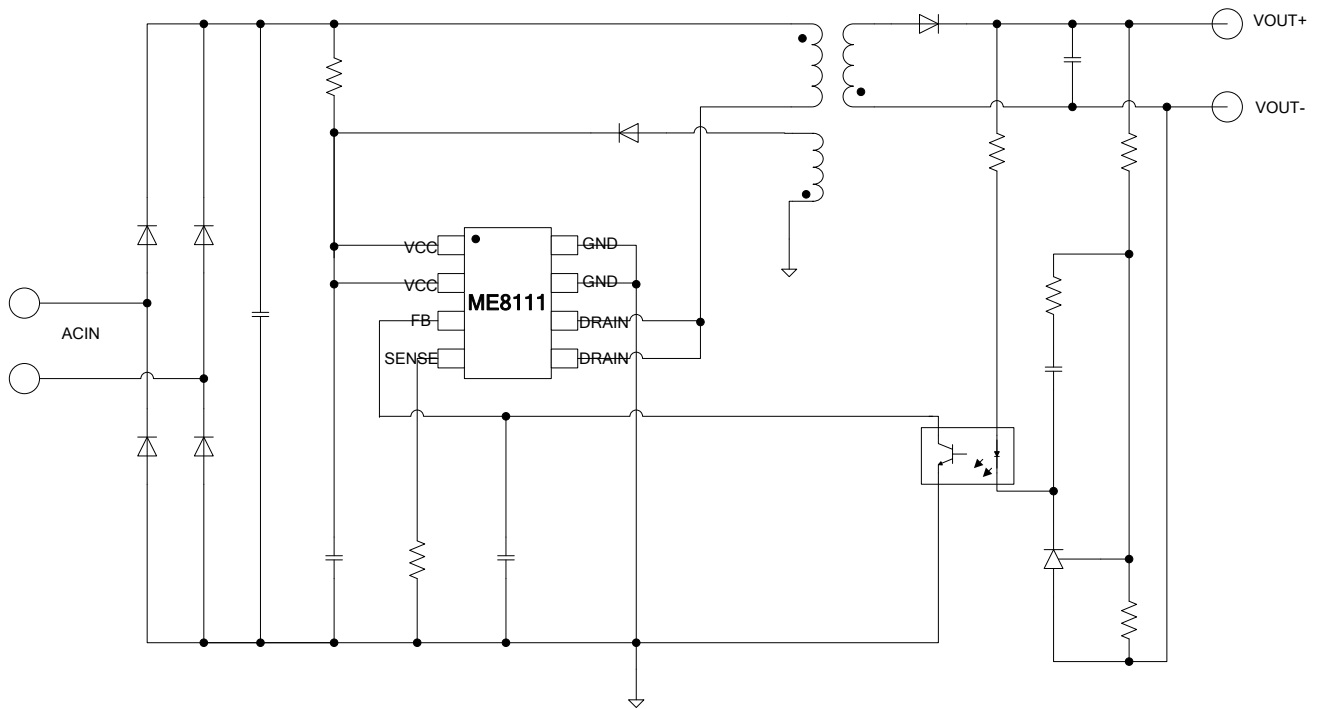 VOUT+
VOUT-
VCC
GND
VCC
GND
ME8111
FB
DRAIN
ACIN
SENSE
DRAIN